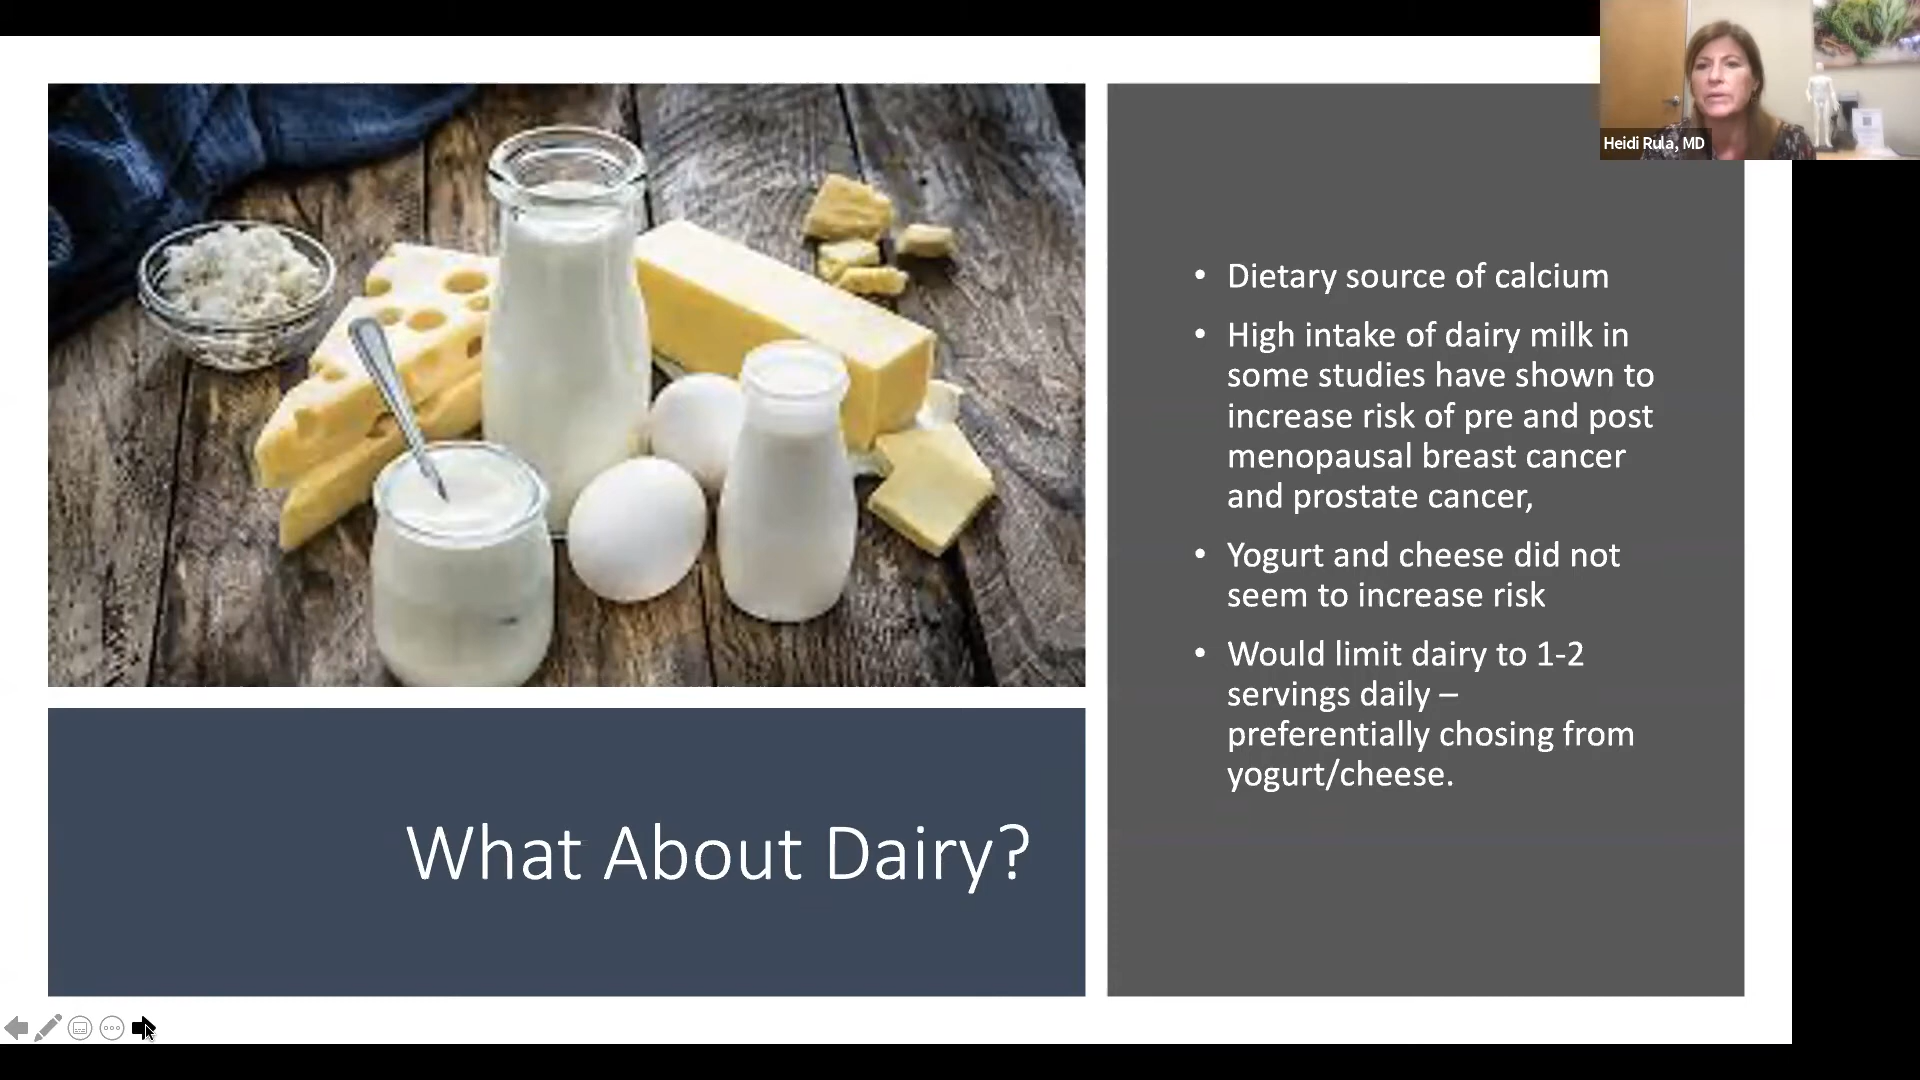 Heidi Rula, MD
• Dietary source of calcium
• High intake of dairy milk in
some studies have shown to
increase risk of pre and post
menopausal breast cancer
and prostate cancer,
• Yogurt and cheese did not
seem to increase risk
• Would limit dairy to 1-2
servings daily –
preferentially chosing from
yogurt/cheese.
What About Dairy?